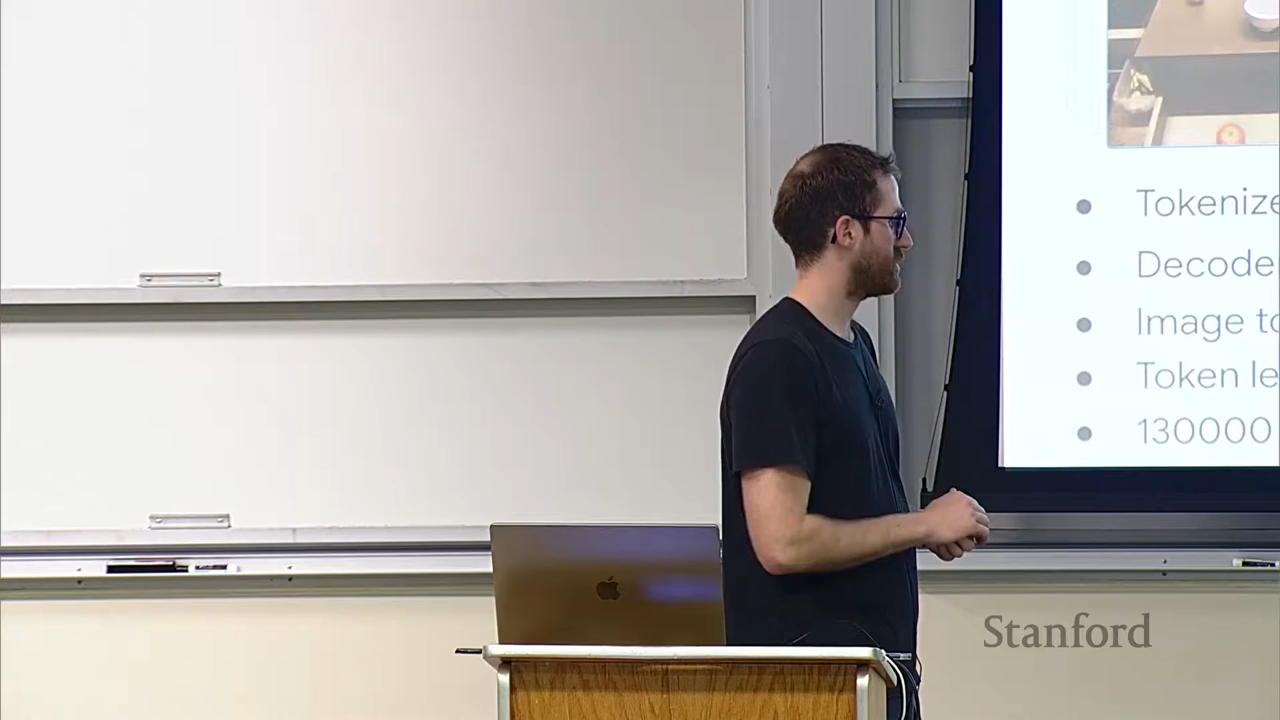 Tokenize
Decode
Image to
Token le
130000
Stanford